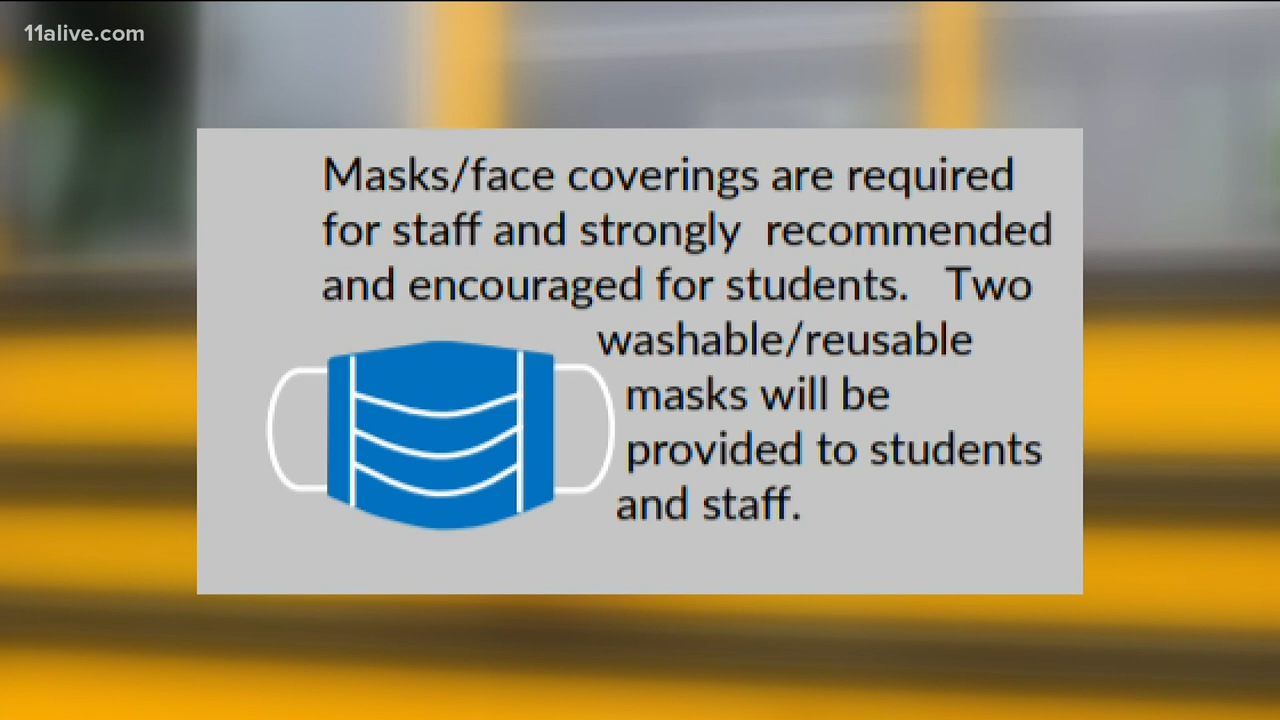 11alive.com
Masks/face coverings are required
for staff and strongly recommended
and encouraged for students. Two
washable/reusable
masks will be
provided to students
and staff.